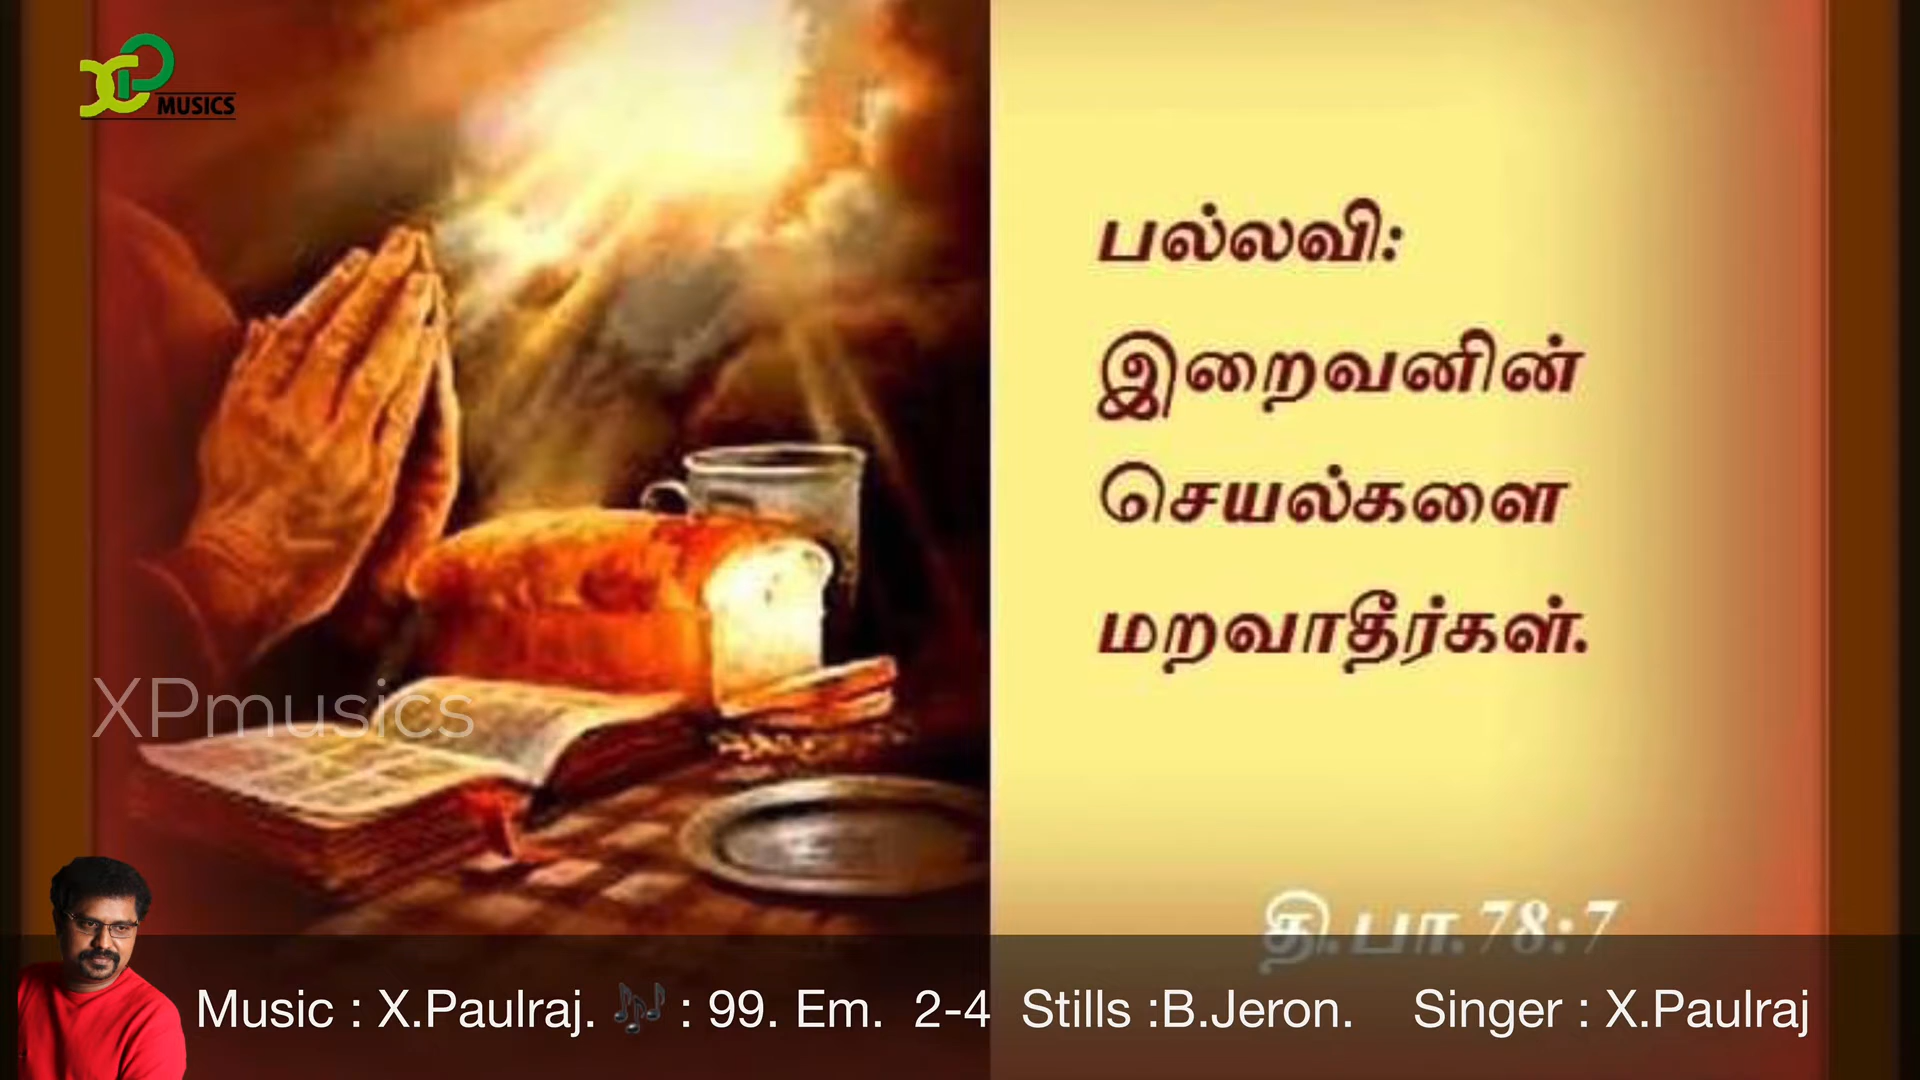 XP
MUSICS
பல்லவி:
இறைவனின்
செயல்களை
மறவாதீர்கள்.
XPmusics
தி.பா.78:7
Music : X.Paulraj. 🎶 : 99. Em. 2-4 Stills :B.Jeron. Singer : X.Paulraj